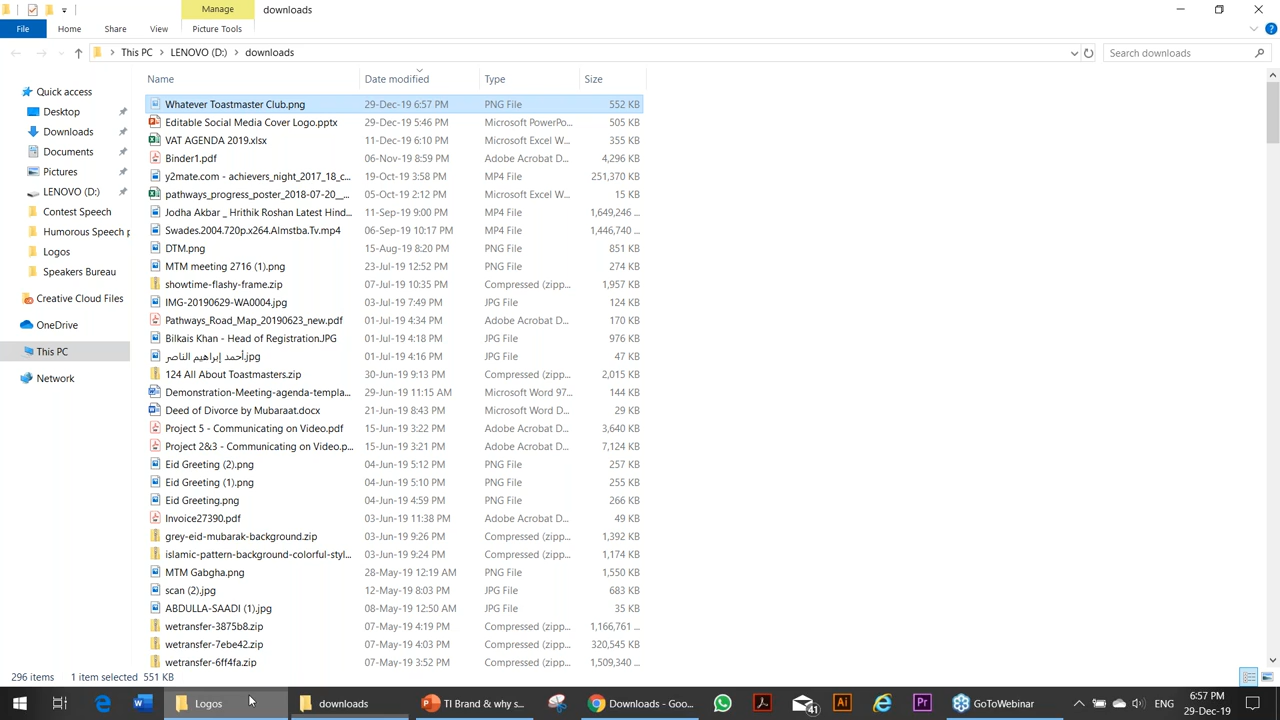 Manage
downloads
File
Home
Share
View
Picture Tools
This PC
LENOVO (D:)
downloads
Search downloads
Name
Date modified
Type
Size
Quick access
Desktop
Downloads
Documents
Pictures
LENOVO (D:)
Contest Speech
Humorous Speech p
Logos
Speakers Bureau
Creative Cloud Files
OneDrive
This PC
Network
Whatever Toastmaster Club.png 29-Dec-19 6:57 PM PNG File 552 KB
Editable Social Media Cover Logo.pptx 29-Dec-19 5:46 PM Microsoft PowerPo... 505 KB
VAT AGENDA 2019.xlsx 11-Dec-19 6:10 PM Microsoft Excel W... 355 KB
Binder1.pdf 06-Nov-19 8:59 PM Adobe Acrobat D... 4,296 KB
y2mate.com - achievers_night_2017_18_c... 19-Oct-19 3:58 PM MP4 File 251,370 KB
pathways_progress_poster_2018-07-20__... 05-Oct-19 2:12 PM Microsoft Excel W... 15 KB
Jodha Akbar _ Hrithik Roshan Latest Hind... 11-Sep-19 9:00 PM MP4 File 1,649,246 ...
Swades.2004.720p.x264.Almstba.Tv.mp4 06-Sep-19 10:17 PM MP4 File 1,446,740 ...
DTM.png 15-Aug-19 8:20 PM PNG File 851 KB
MTM meeting 2716 (1).png 23-Jul-19 12:52 PM PNG File 274 KB
showtime-flashy-frame.zip 07-Jul-19 10:35 PM Compressed (zipp... 1,957 KB
IMG-20190629-WA0004.jpg 03-Jul-19 7:49 PM JPG File 124 KB
Pathways_Road_Map_20190623_new.pdf 01-Jul-19 4:34 PM Adobe Acrobat D... 170 KB
Bilkais Khan - Head of Registration.JPG 01-Jul-19 4:18 PM JPG File 976 KB
أحمد إبراهيم الناصر.jpg 01-Jul-19 4:16 PM JPG File 47 KB
124 All About Toastmasters.zip 30-Jun-19 9:13 PM Compressed (zipp... 2,015 KB
Demonstration-Meeting-agenda-templa... 29-Jun-19 11:15 AM Microsoft Word 97... 144 KB
Deed of Divorce by Mubaraat.docx 21-Jun-19 8:43 PM Microsoft Word D... 29 KB
Project 5 - Communicating on Video.pdf 15-Jun-19 3:22 PM Adobe Acrobat D... 3,640 KB
Project 2&3 - Communicating on Video.p... 15-Jun-19 3:21 PM Adobe Acrobat D... 7,124 KB
Eid Greeting (2).png 04-Jun-19 5:12 PM PNG File 257 KB
Eid Greeting (1).png 04-Jun-19 5:10 PM PNG File 255 KB
Eid Greeting.png 04-Jun-19 4:59 PM PNG File 266 KB
Invoice27390.pdf 03-Jun-19 11:38 PM Adobe Acrobat D... 49 KB
grey-eid-mubarak-background.zip 03-Jun-19 9:26 PM Compressed (zipp... 1,392 KB
islamic-pattern-background-colorful-styl... 03-Jun-19 9:24 PM Compressed (zipp... 1,174 KB
MTM Gabgha.png 28-May-19 12:19 AM PNG File 1,550 KB
scan (2).jpg 12-May-19 8:03 PM JPG File 683 KB
ABDULLA-SAADI (1).jpg 08-May-19 12:50 AM JPG File 35 KB
wetransfer-3875b8.zip 07-May-19 4:19 PM Compressed (zipp... 1,166,761 ...
wetransfer-7ebe42.zip 07-May-19 4:03 PM Compressed (zipp... 320,545 KB
wetransfer-6ff4fa.zip 07-May-19 3:52 PM Compressed (zipp... 1,509,340 ...
296 items 1 item selected 551 KB
Logos
downloads
TI Brand & why s...
Downloads - Goo...
41
Ai
Pr
GoToWebinar
ENG
6:57 PM
29-Dec-19